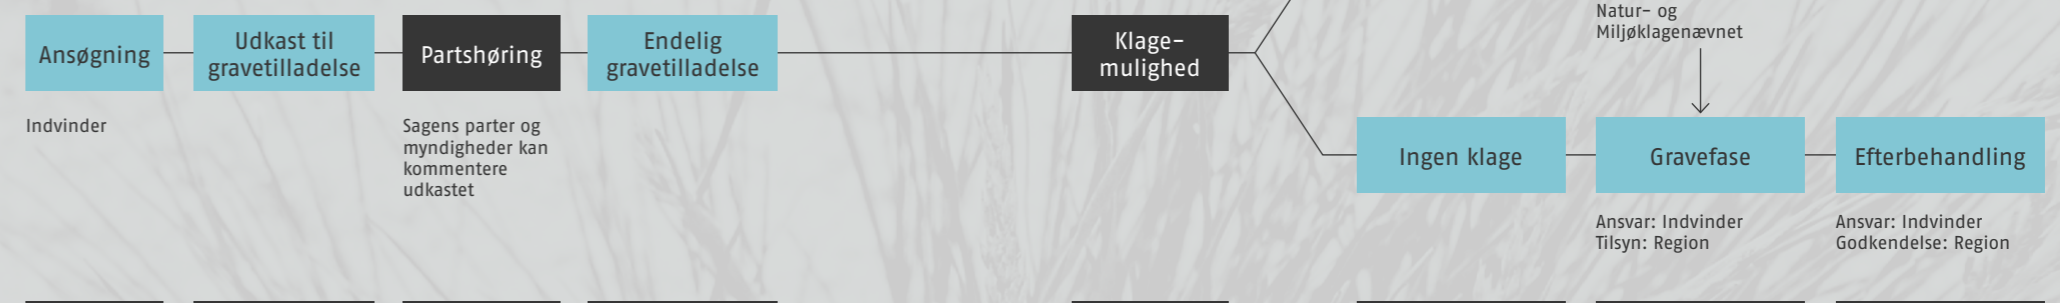 Ansøgning
Indvinder
Udkast til
gravetilladelse
Partshøring
Sagens parter og
myndigheder kan
kommentere
udkastet
Endelig
gravetilladelse
Klage-
mulighed
Ingen klage
Natur- og
Miljøklagenævnet
Gravefase
Ansvar: Indvinder
Tilsyn: Region
Efterbehandling
Ansvar: Indvinder
Godkendelse: Region